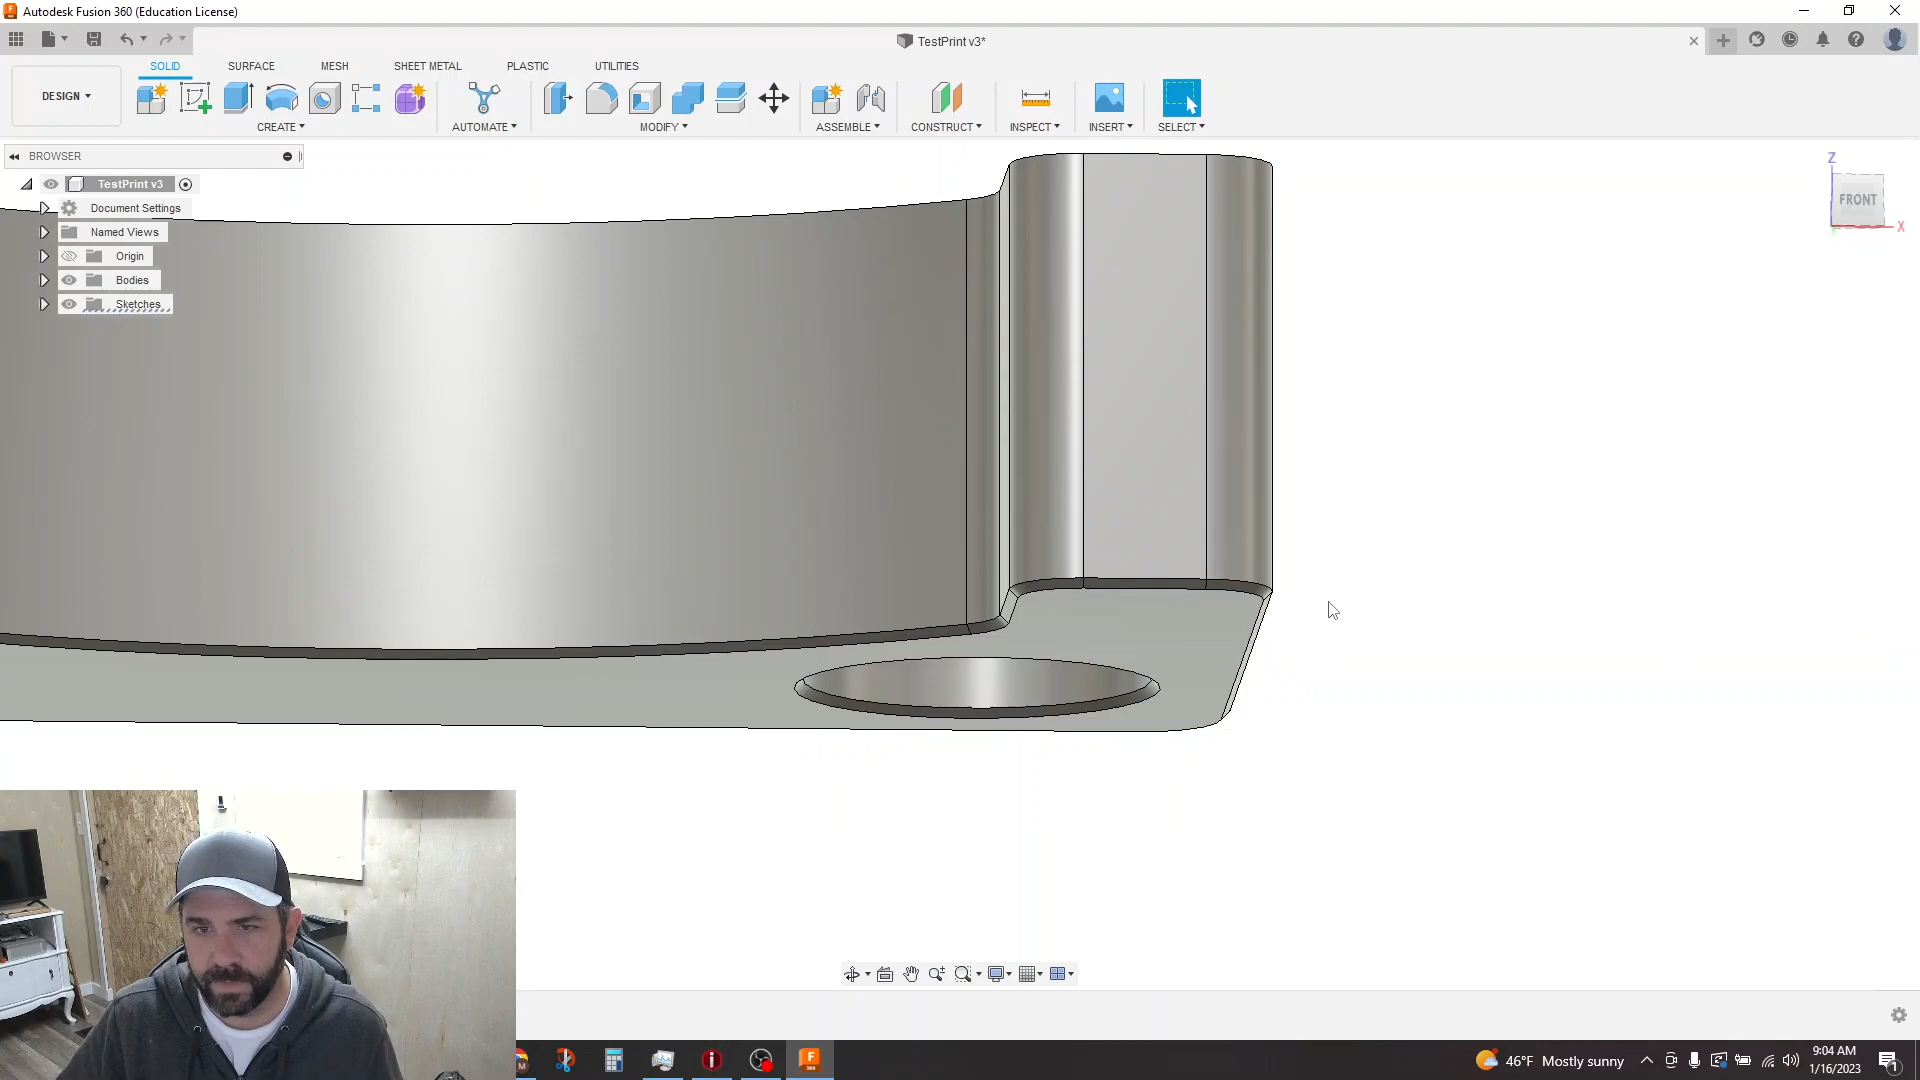 Autodesk Fusion 360 (Education License)
TestPrint v3*
SOLID SURFACE MESH SHEET METAL PLASTIC UTILITIES
DESIGN
CREATE AUTOMATE MODIFY ASSEMBLE CONSTRUCT INSPECT INSERT SELECT
BROWSER
TestPrint v3
Document Settings
Named Views
Origin
Bodies
Sketches
Z
FRONT
X
46°F Mostly sunny
9:04 AM
1/16/2023